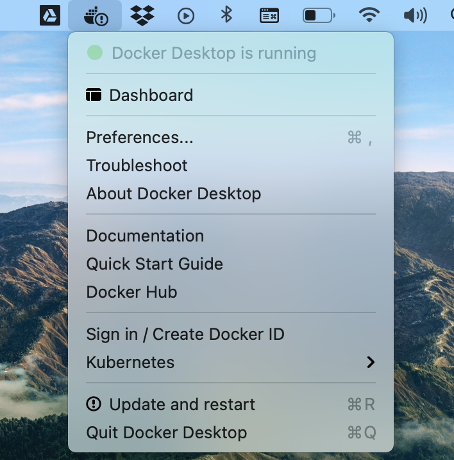 Docker Desktop is running
Dashboard
Preferences... ⌘ ,
Troubleshoot
About Docker Desktop
Documentation
Quick Start Guide
Docker Hub
Sign in / Create Docker ID
Kubernetes
Update and restart ⌘R
Quit Docker Desktop ⌘Q